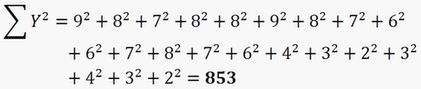 ∑Y² = 9² + 8² + 7² + 8² + 8² + 9² + 8² + 7² + 6²
+ 6² + 7² + 8² + 7² + 6² + 4² + 3² + 2² + 3²
+ 4² + 3² + 2² = 853